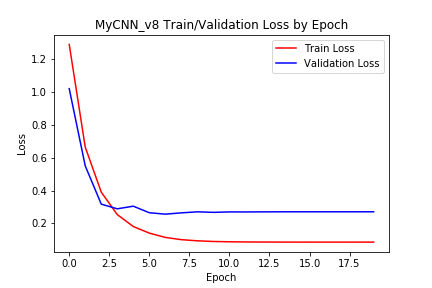 MyCNN_v8 Train/Validation Loss by Epoch
Train Loss
Validation Loss
Loss
1.2
1.0
0.8
0.6
0.4
0.2
0.0 2.5 5.0 7.5 10.0 12.5 15.0 17.5
Epoch